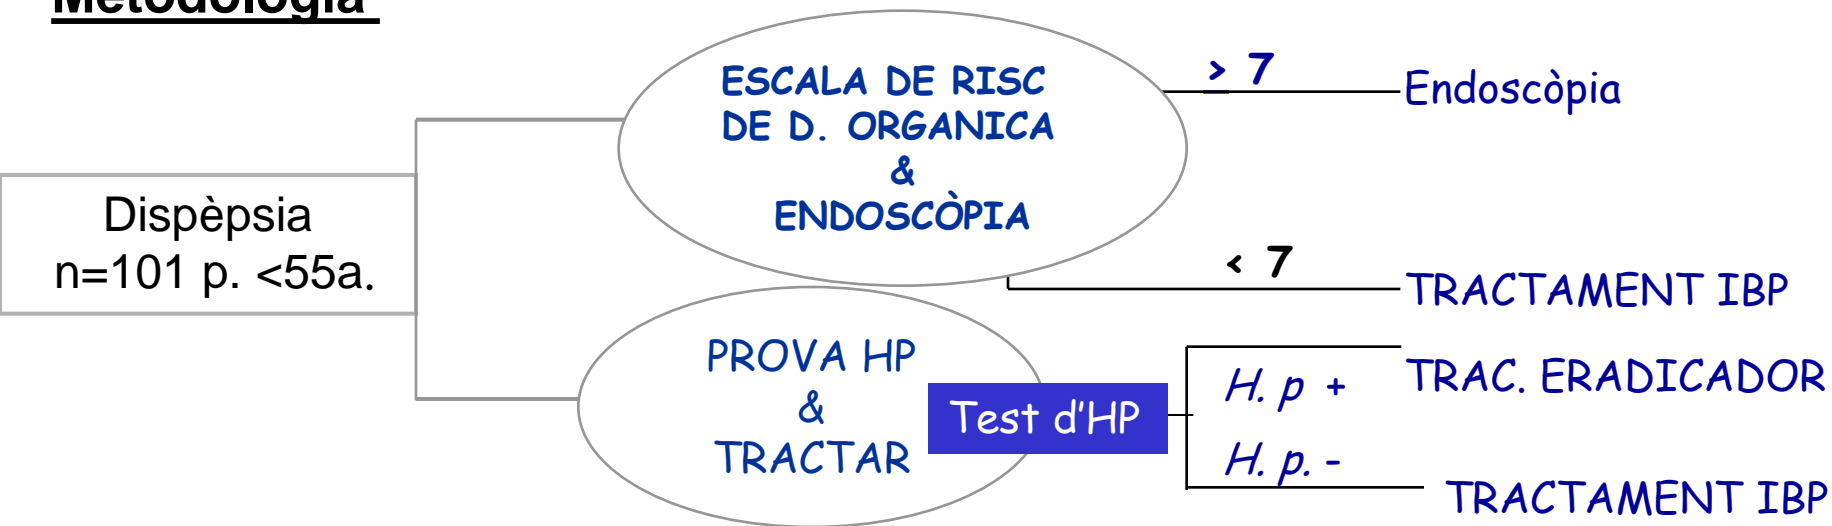 Metodologia
Dispèpsia
n=101 p. <55a.
ESCALA DE RISC
DE D. ORGANICA
&
ENDOSCÒPIA
≥ 7
Endoscòpia
< 7
TRACTAMENT IBP
PROVA HP
&
TRACTAR
Test d'HP
H. p +
TRAC. ERADICADOR
H. p. -
TRACTAMENT IBP